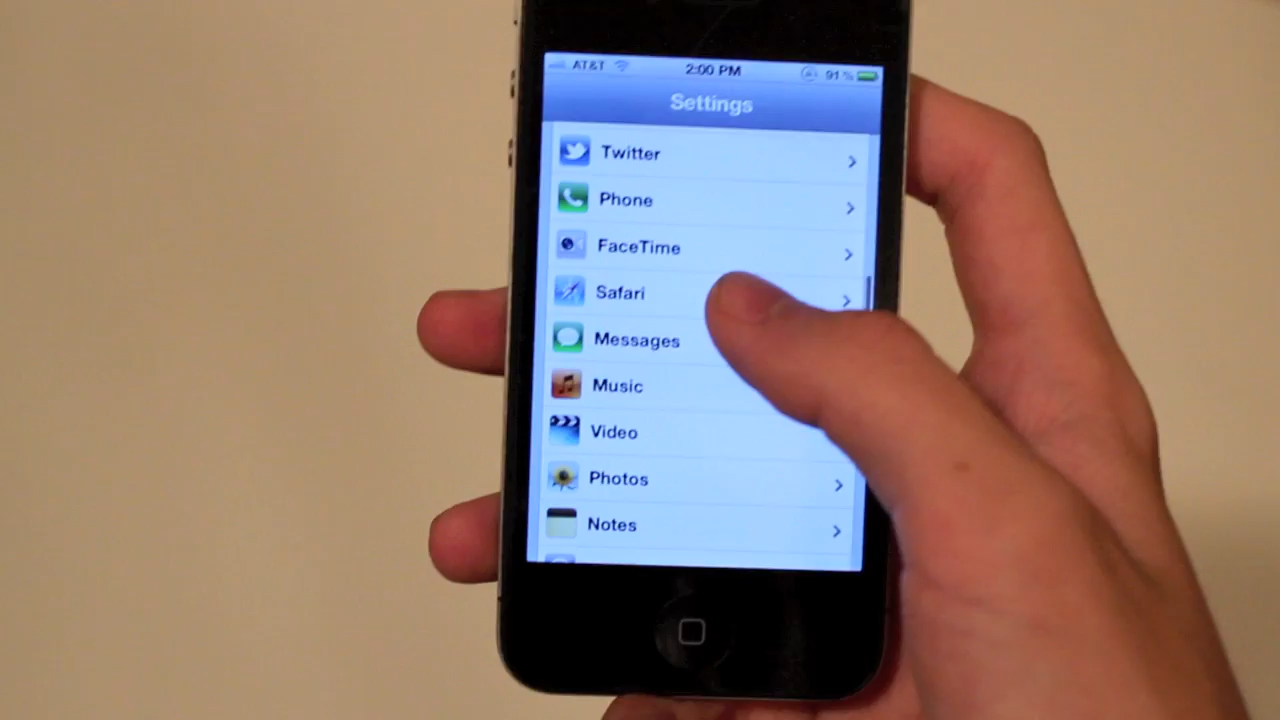 AT&T 2:00 PM 91%
Settings
Twitter
Phone
FaceTime
Safari
Messages
Music
Video
Photos
Notes